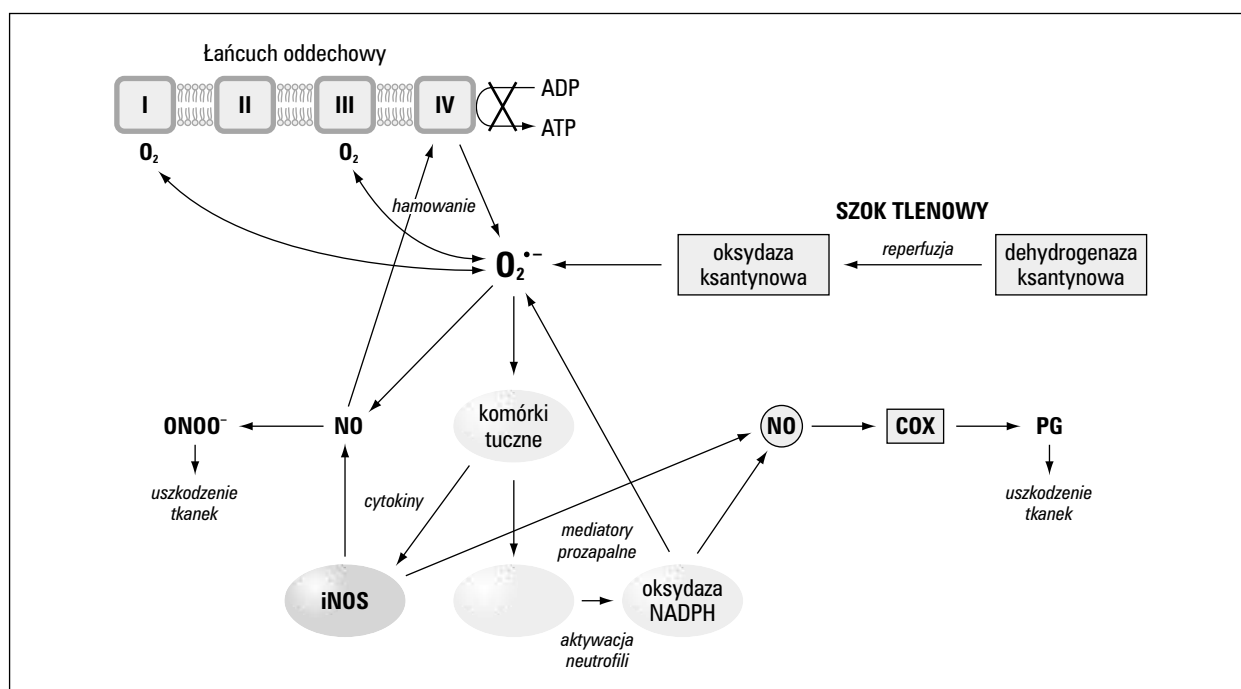 Łańcuch oddechowy
I II III IV
ADP
ATP
O₂ O₂
hamowanie
SZOK TLENOWY
O₂•−
oksydaza
ksantynowa
reperfuzja
dehydrogenaza
ksantynowa
ONOO⁻
NO
komórki
tuczne
NO
COX
PG
uszkodzenie
tkanek
cytokiny
mediatory
prozapalne
uszkodzenie
tkanek
iNOS
oksydaza
NADPH
aktywacja
neutrofili